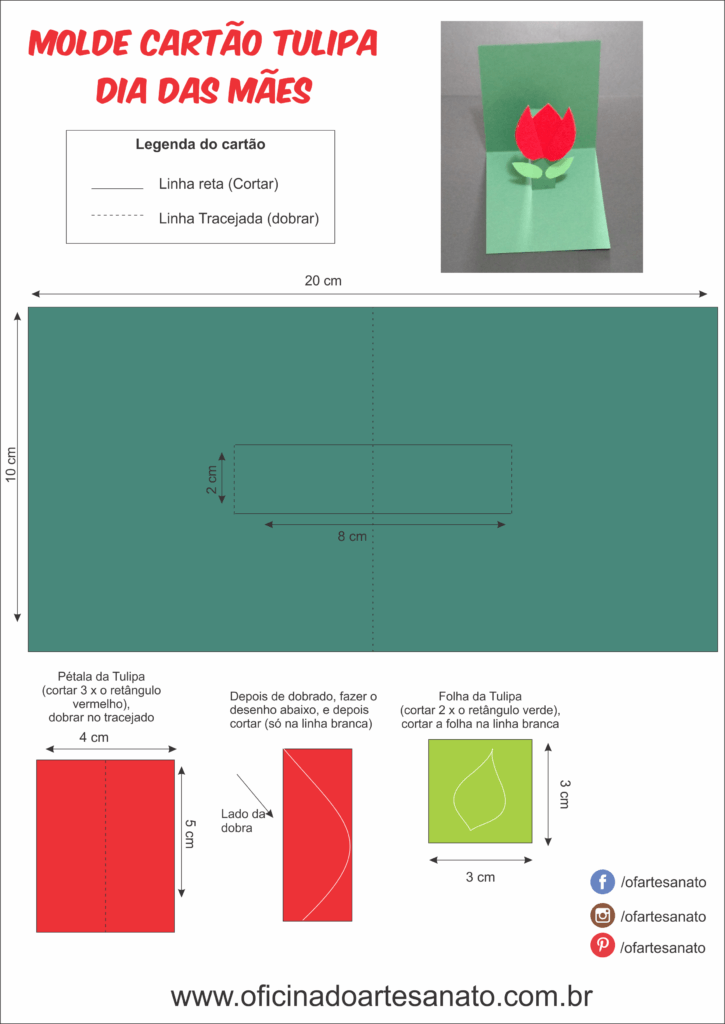 MOLDE CARTÃO TULIPA
DIA DAS MÃES
Legenda do cartão
Linha reta (Cortar)
Linha Tracejada (dobrar)
20 cm
10 cm
2 cm
8 cm
Pétala da Tulipa
(cortar 3 x o retângulo
vermelho),
dobrar no tracejado
4 cm
5 cm
Depois de dobrado, fazer o
desenho abaixo, e depois
cortar (só na linha branca)
Lado da
dobra
Folha da Tulipa
(cortar 2 x o retângulo verde),
cortar a folha na linha branca
3 cm
3 cm
/ofartesanato
/ofartesanato
/ofartesanato
www.oficinadoartesanato.com.br